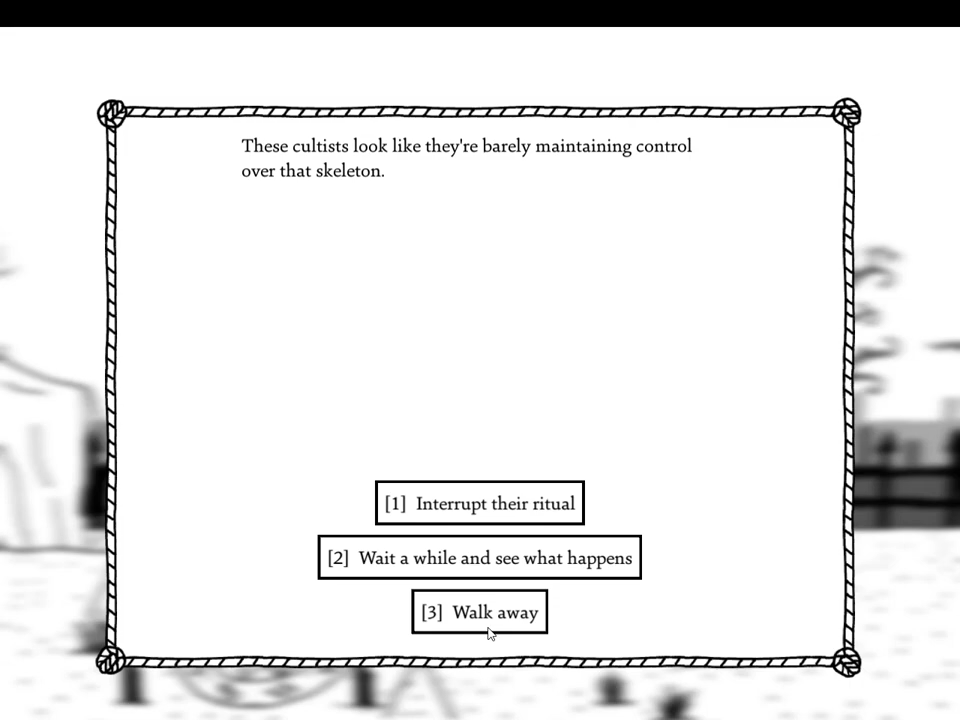 These cultists look like they're barely maintaining control
over that skeleton.
[1] Interrupt their ritual
[2] Wait a while and see what happens
[3] Walk away